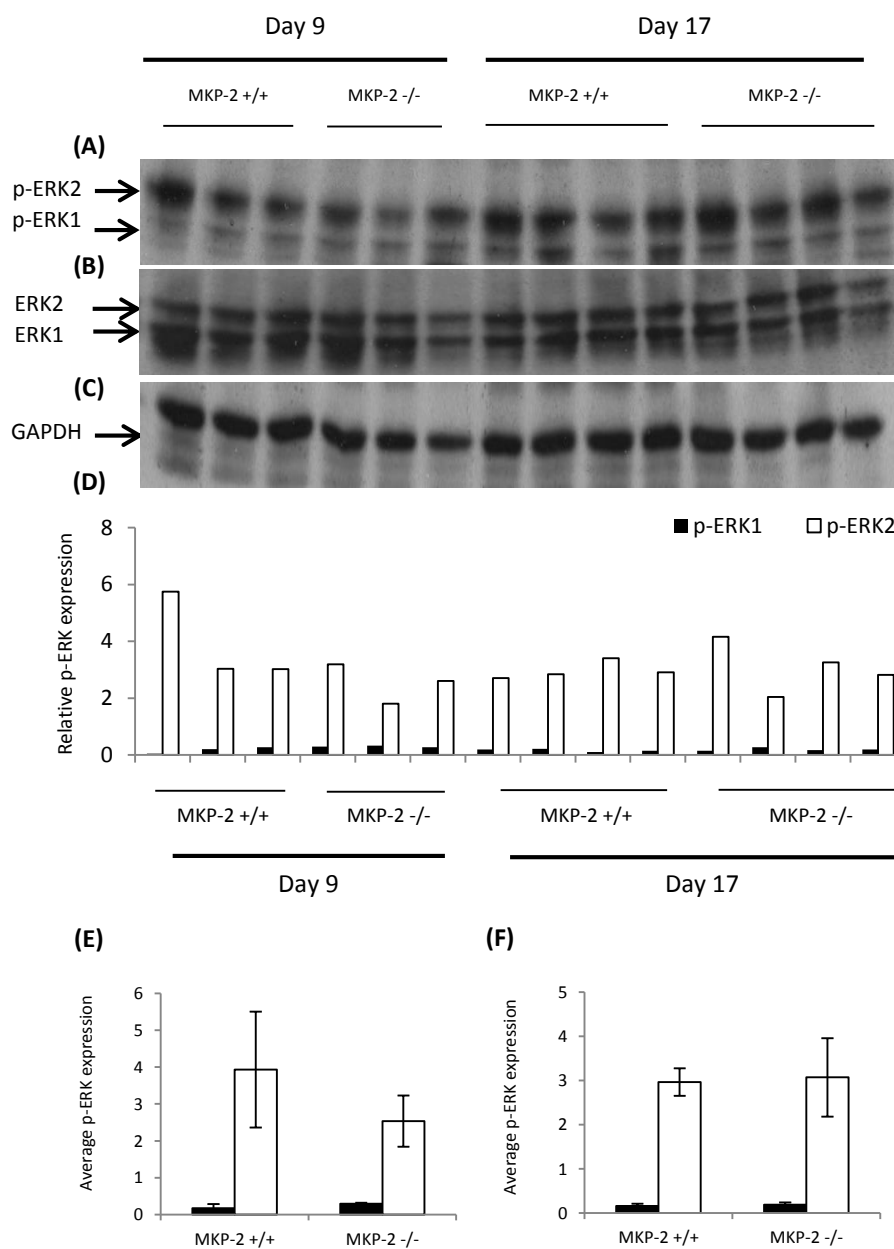 Day 9 Day 17
MKP-2 +/+ MKP-2 -/- MKP-2 +/+ MKP-2 -/-
(A)
p-ERK2
p-ERK1
(B)
ERK2
ERK1
(C)
GAPDH
(D)
8
6
4
2
0
Relative p-ERK expression
p-ERK1 p-ERK2
MKP-2 +/+ MKP-2 -/- MKP-2 +/+ MKP-2 -/-
Day 9 Day 17
(E)
6
5
4
3
2
1
0
Average p-ERK expression
MKP-2 +/+ MKP-2 -/-
(F)
5
4
3
2
1
0
Average p-ERK expression
MKP-2 +/+ MKP-2 -/-